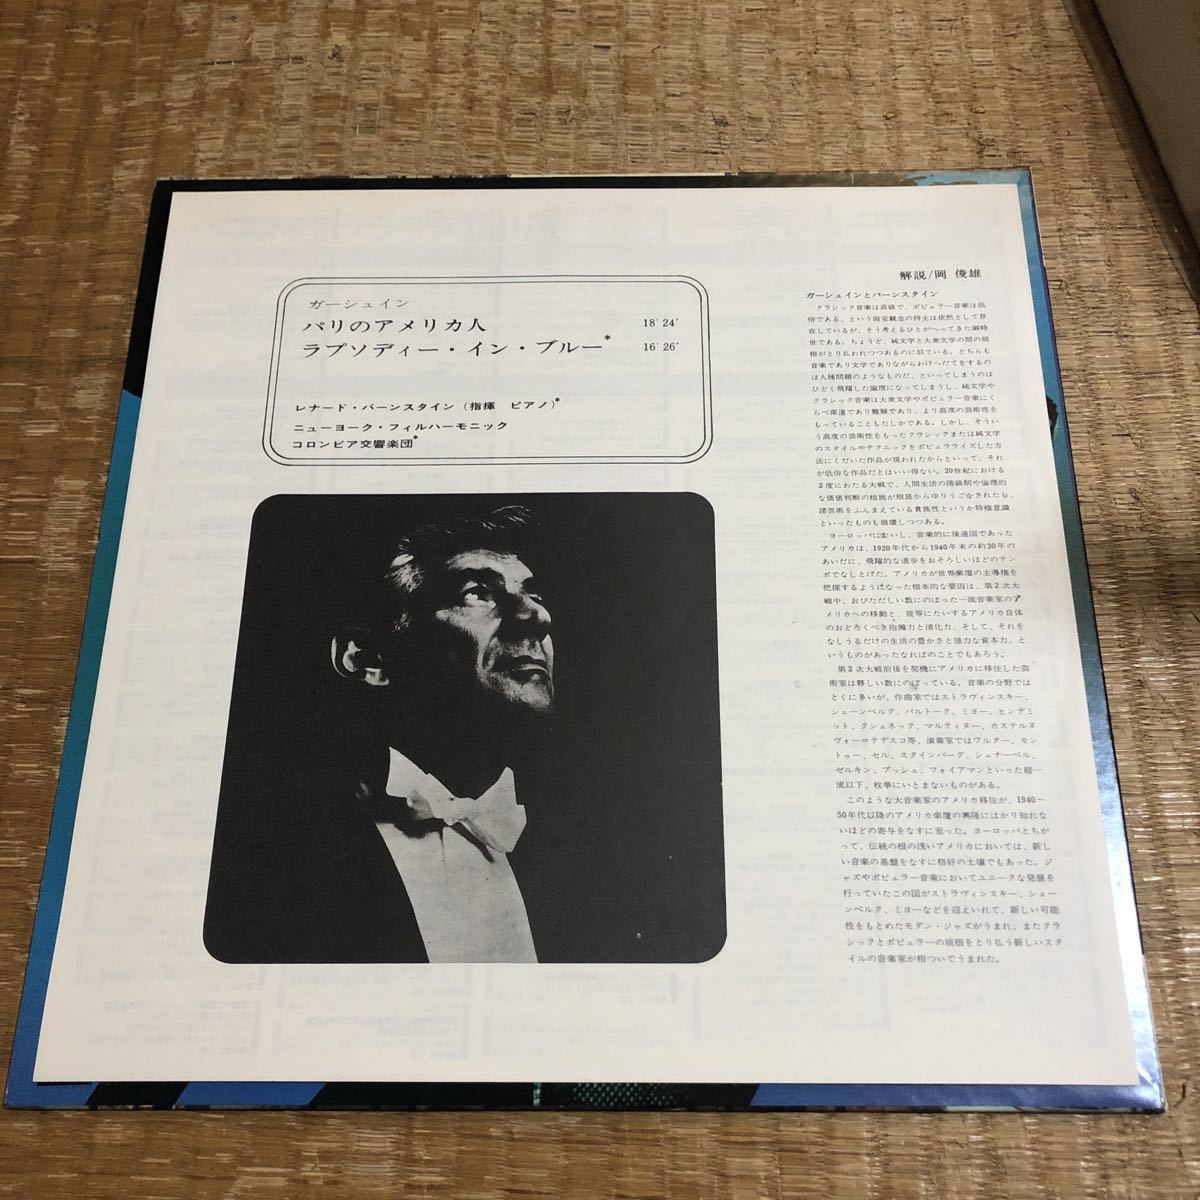 ガーシュイン
パリのアメリカ人 18′24″
ラプソディー・イン・ブルー* 16′26″
レナード・バーンスタイン（指揮 ピアノ）*
ニューヨーク・フィルハーモニック
コロンビア交響楽団*
解説/岡 俊雄
ガーシュインとバーンスタイン
クラシック音楽は高級で、ポピュラー音楽は低
俗である、という固定観念の持主は依然として存
在しているが、そう考えるひとがへってきた御時
世である。ちょうど、純文学と大衆文学の間の垣
根がとり払われつつあるのに似ている。どちらも
音楽であり文学でありながらわけへだてをするの
は人種問題のようなものだ、といってしまうのは
ひどく飛躍した論理になってしまうし、純文学や
クラシック音楽は大衆文学やポピュラー音楽にく
らべ深遠であり難解であり、より高度の芸術性を
もっていることもたしかである。しかし、そうい
う高度の芸術性をもったクラシックまたは純文学
のスタイルやテクニックをポピュラライズした方
法にくだいた作品が現われたからといって、それ
が低俗な作品だとはいい得ない。20世紀における
2度にわたる大戦で、人間生活の階級制や倫理的
な価値判断の根拠が根底からゆりうごかされたし、
諸芸術をふんまえている貴族性というか特権意識
といったものも崩壊しつつある。
ヨーロッパにたいし、音楽的に後進国であった
アメリカは、1920年代から1940年末の約30年の
あいだに、飛躍的な進歩をおそろしいほどのテン
ポでなしとげた。アメリカが世界楽壇の主導権を
把握するようになった根本的な要因は、第2次大
戦中、おびただしい数にのぼった一流音楽家のア
メリカへの移動と、彼等にたいするアメリカ自体
のおどろくべき抱擁力と消化力、そして、それを
なしうるだけの生活の豊かさと強力な資本力、と
いうものがあったなればのことでもあろう。
第2次大戦前後を契機にアメリカに移住した芸
術家は夥しい数にのぼっている。音楽の分野では
とくに多いが、作曲家ではストラヴィンスキー、
シェーンベルク、バルトーク、ミヨー、ヒンデミ
ット、クシェネック、マルティヌー、カステルヌ
ヴォー＝テデスコ等、演奏家ではワルター、モン
トゥー、セル、スタインバーグ、シュナーベル、
ゼルキン、ブッシュ、フォイアマンといった超一
流以下、枚挙にいとまないものがある。
このような大音楽家のアメリカ移住が、1940～
50年代以降のアメリカ楽壇の興隆にはかり知れな
いほどの寄与をなすに至った。ヨーロッパとちが
って、伝統の根の浅いアメリカにおいては、新し
い音楽の基盤をなすに格好の土壌でもあった。ジ
ャズやポピュラー音楽においてユニークな発展を
行っていたこの国がストラヴィンスキー、シェー
ンベルク、ミヨーなどを迎えいれて、新しい可能
性をもとめたモダン・ジャズがうまれ、またクラ
シックとポピュラーの垣根をとり払う新しいスタ
イルの音楽家が相ついでうまれた。